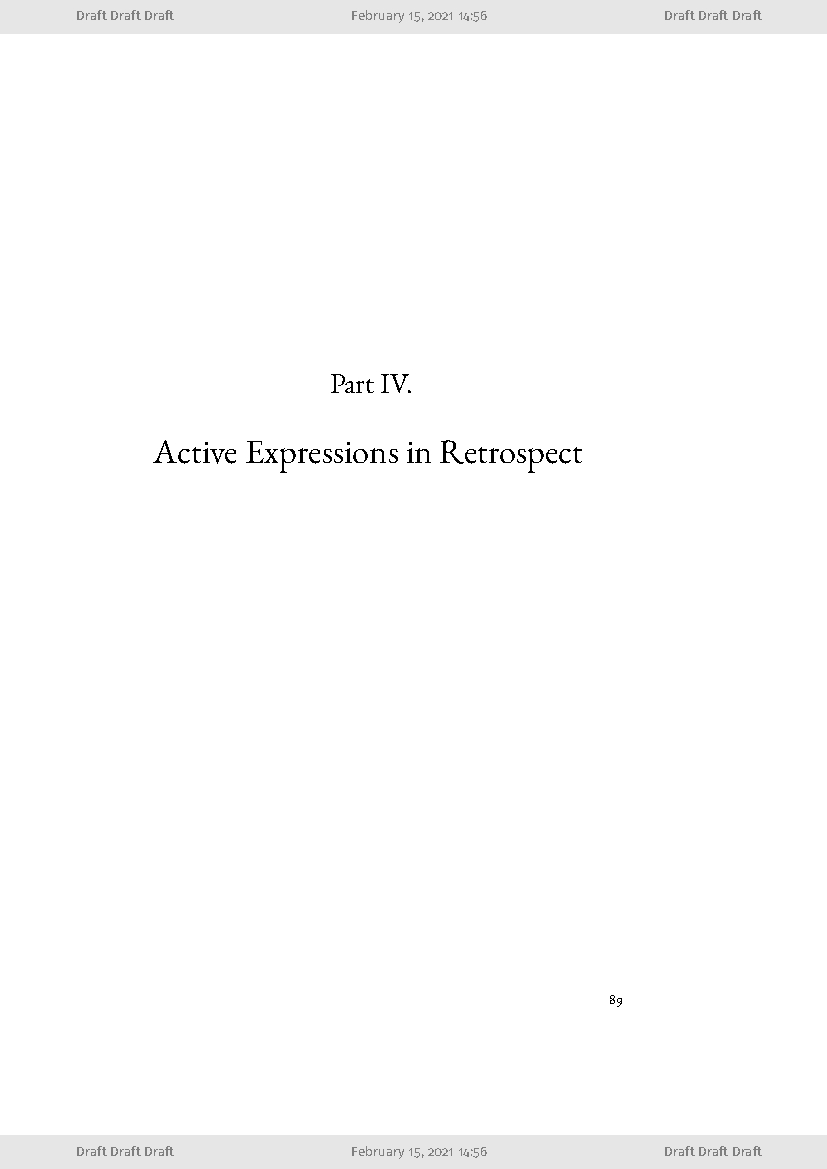 Draft Draft Draft February 15, 2021 14:56 Draft Draft Draft
Part IV.
Active Expressions in Retrospect
89
Draft Draft Draft February 15, 2021 14:56 Draft Draft Draft